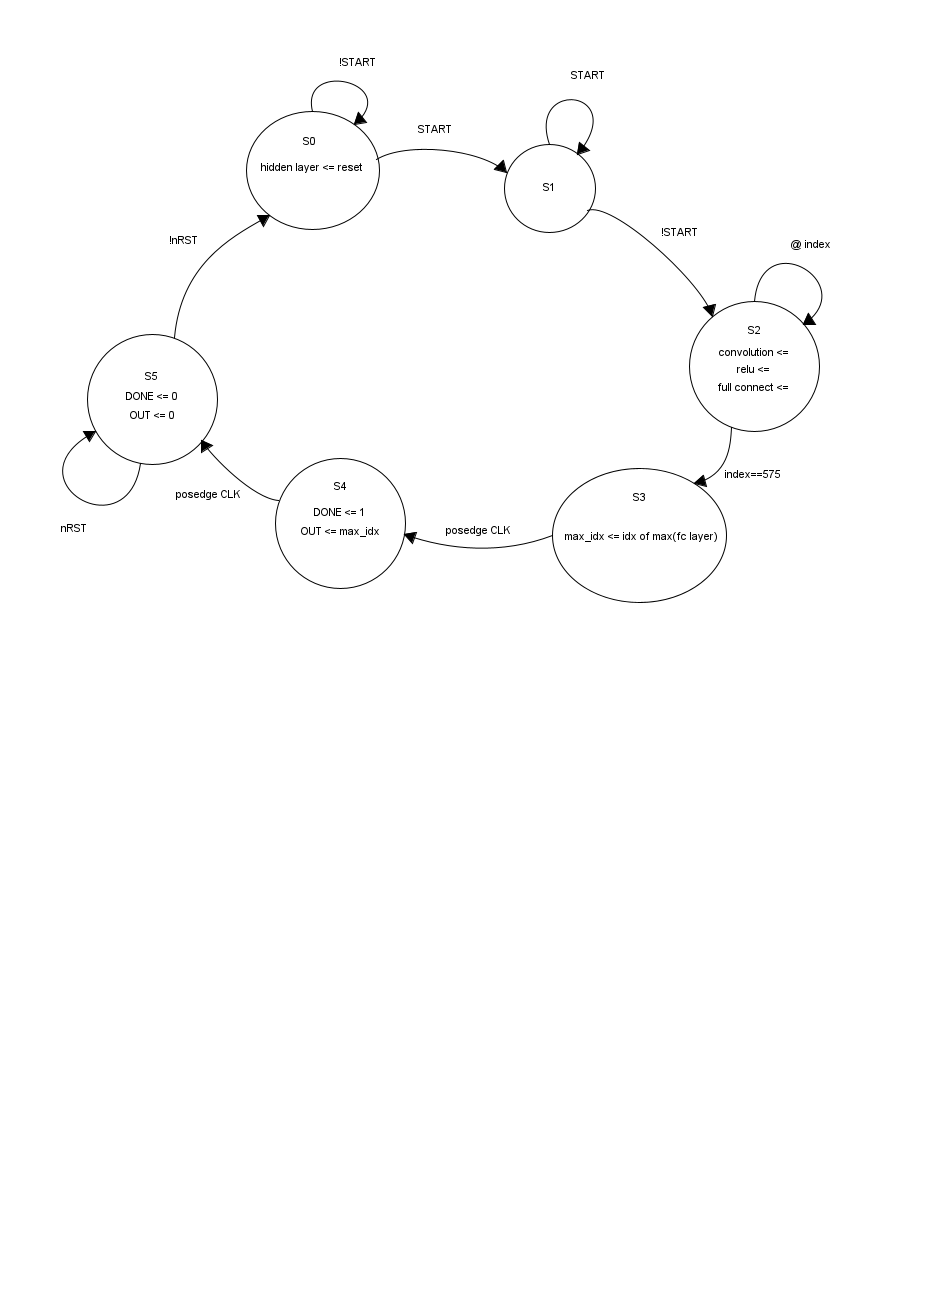 !START
START
START
S0
hidden layer <= reset
S1
!START
!nRST
@ index
S2
convolution <=
relu <=
full connect <=
S5
DONE <= 0
OUT <= 0
index==575
S4
posedge CLK
S3
DONE <= 1
OUT <= max_idx
posedge CLK
max_idx <= idx of max(fc layer)
nRST